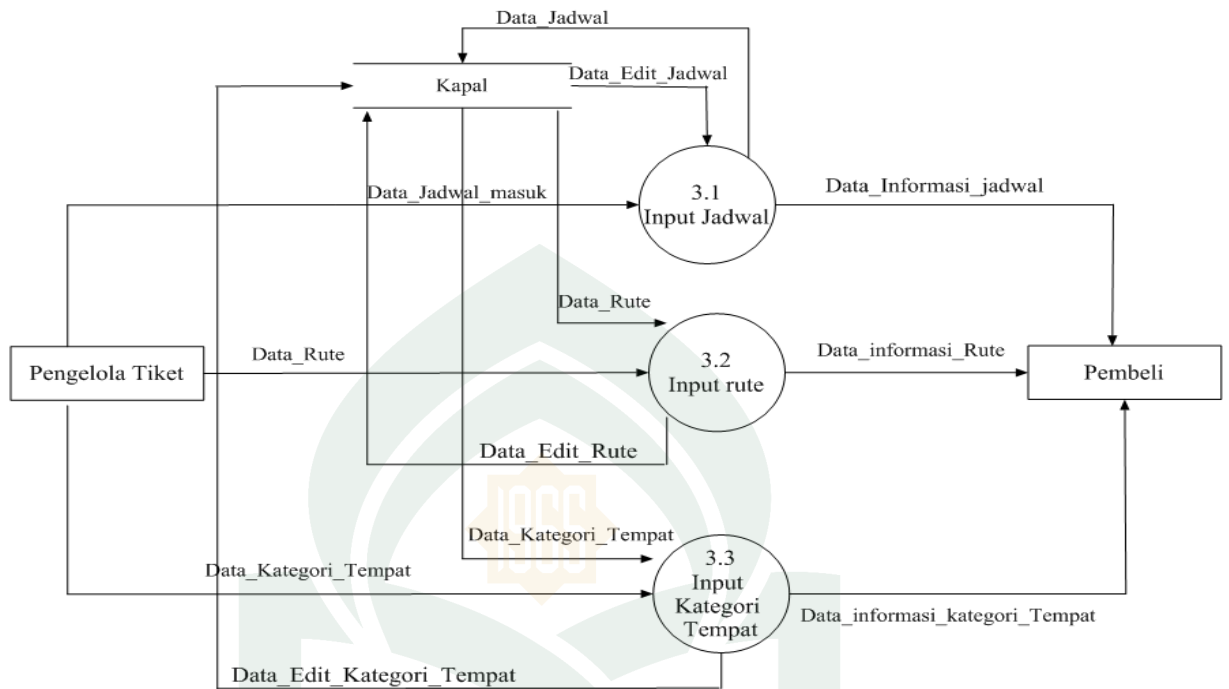 Data_Jadwal
Data_Edit_Jadwal
Kapal
Data_Jadwal_masuk
3.1
Input Jadwal
Data_Informasi_jadwal
Data_Rute
Pengelola Tiket
Data_Rute
3.2
Input rute
Data_informasi_Rute
Pembeli
Data_Edit_Rute
1965
Data_Kategori_Tempat
Data_Kategori_Tempat
3.3
Input
Kategori
Tempat
Data_informasi_kategori_Tempat
Data_Edit_Kategori_Tempat